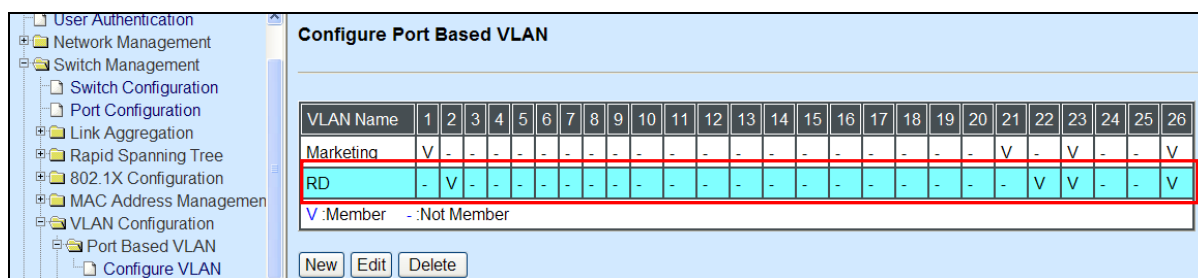 User Authentication
Network Management
Switch Management
Switch Configuration
Port Configuration
Link Aggregation
Rapid Spanning Tree
802.1X Configuration
MAC Address Managemen
VLAN Configuration
Port Based VLAN
Configure VLAN
Configure Port Based VLAN
VLAN Name 1 2 3 4 5 6 7 8 9 10 11 12 13 14 15 16 17 18 19 20 21 22 23 24 25 26
Marketing V - - - - - - - - - - - - - - - - - - - V - V - - V
RD - V - - - - - - - - - - - - - - - - - - - V V - - V
V :Member - :Not Member
New Edit Delete